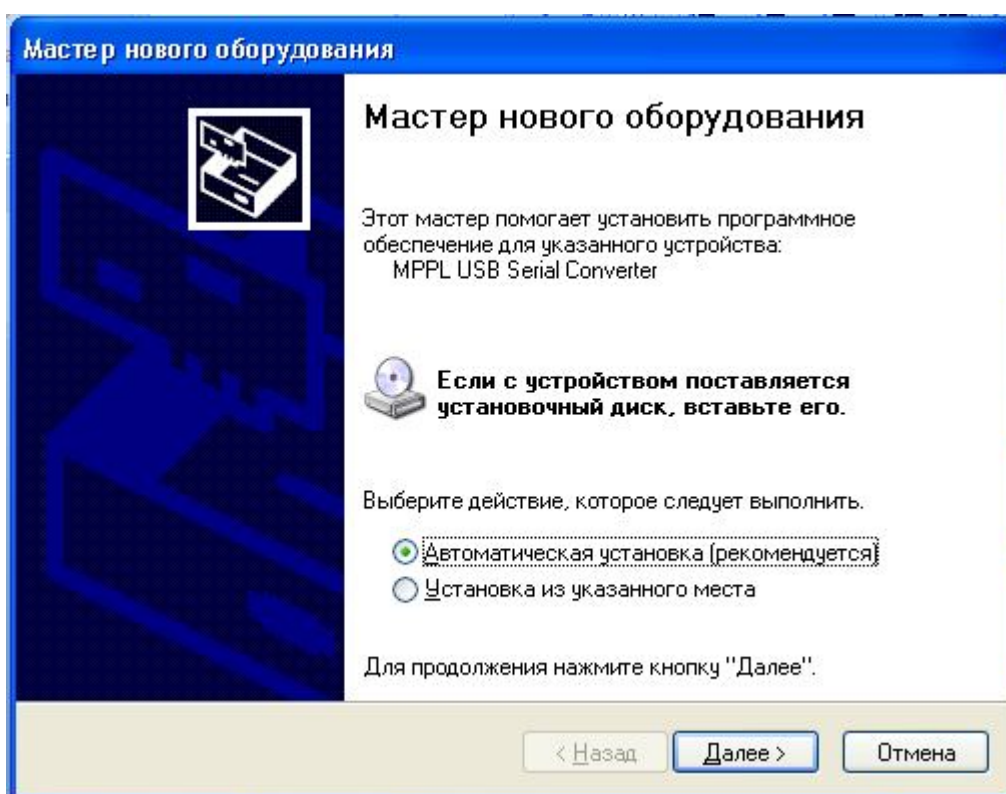 Мастер нового оборудования
Мастер нового оборудования
Этот мастер помогает установить программное
обеспечение для указанного устройства:
MPPL USB Serial Converter
Если с устройством поставляется
установочный диск, вставьте его.
Выберите действие, которое следует выполнить.
Автоматическая установка (рекомендуется)
Установка из указанного места
Для продолжения нажмите кнопку "Далее".
< Назад Далее > Отмена